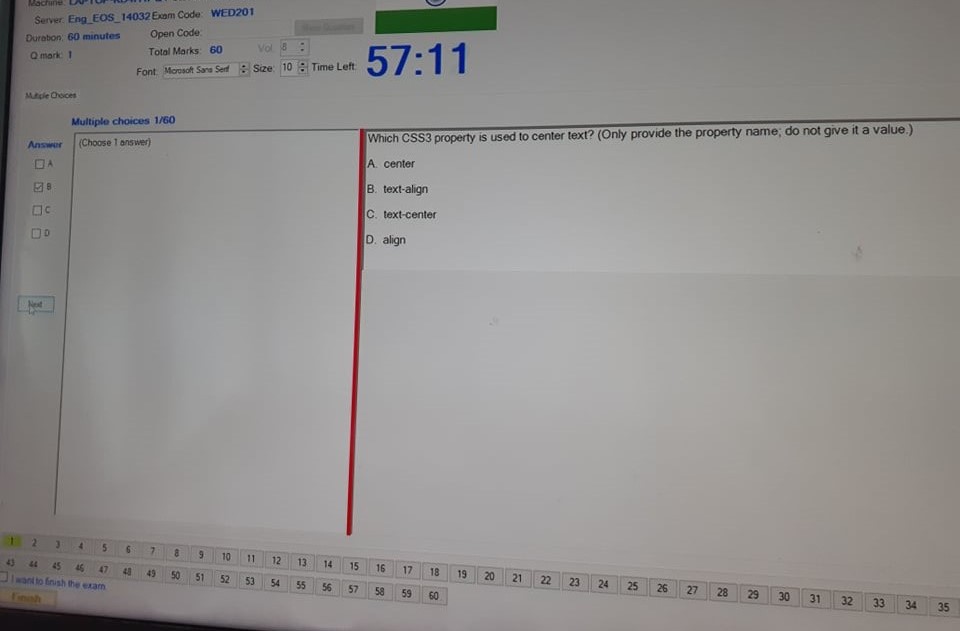 Machine:
Server: Eng_EOS_14032 Exam Code: WED201
Duration: 60 minutes Open Code:
Q mark: 1 Total Marks: 60 Vol 8
Font: Microsoft Sans Serif Size: 10 Time Left: 57:11
Multiple Choices
Multiple choices 1/60
Answer (Choose 1 answer)
A
B
C
D
Next
Which CSS3 property is used to center text? (Only provide the property name; do not give it a value.)
A. center
B. text-align
C. text-center
D. align
1 2 3 4 5 6 7 8 9 10 11 12 13 14 15 16 17 18 19 20 21 22 23 24 25 26 27 28 29 30 31 32 33 34 35
43 44 45 46 47 48 49 50 51 52 53 54 55 56 57 58 59 60
I want to finish the exam.
Finish